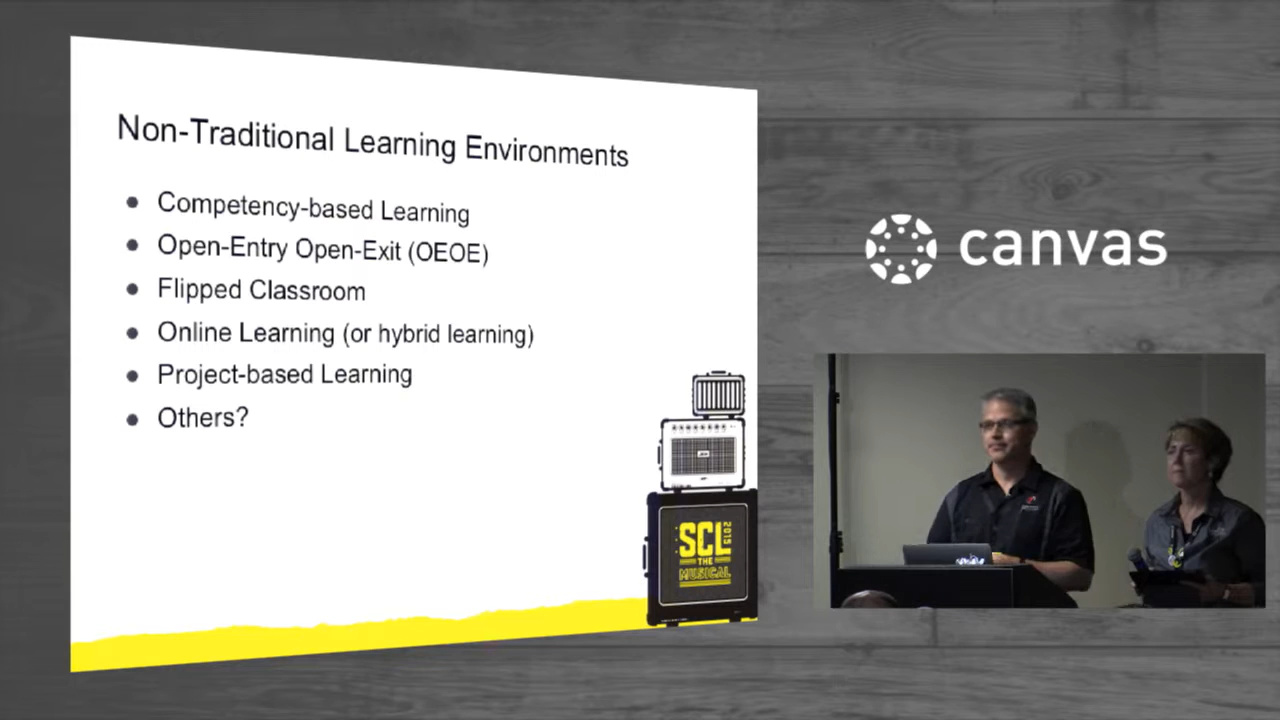 Non-Traditional Learning Environments
Competency-based Learning
Open-Entry Open-Exit (OEOE)
Flipped Classroom
Online Learning (or hybrid learning)
Project-based Learning
Others?
SCL
2015
THE
MUSICAL
canvas